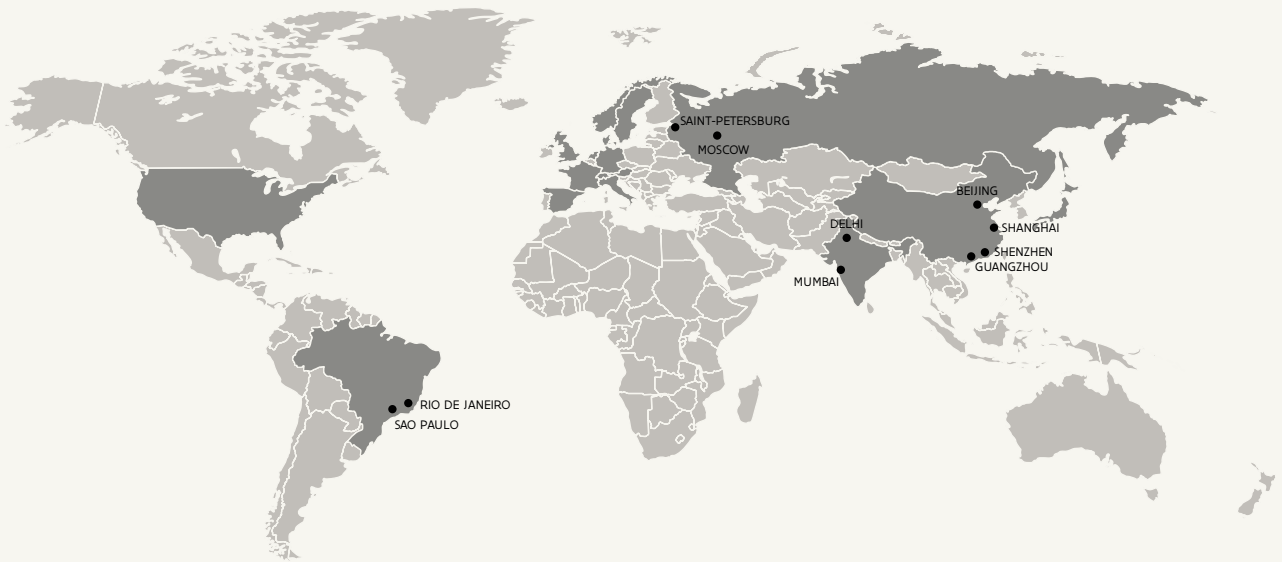 SAINT-PETERSBURG
MOSCOW
BEIJING
DELHI
SHANGHAI
SHENZHEN
GUANGZHOU
MUMBAI
RIO DE JANEIRO
SAO PAULO